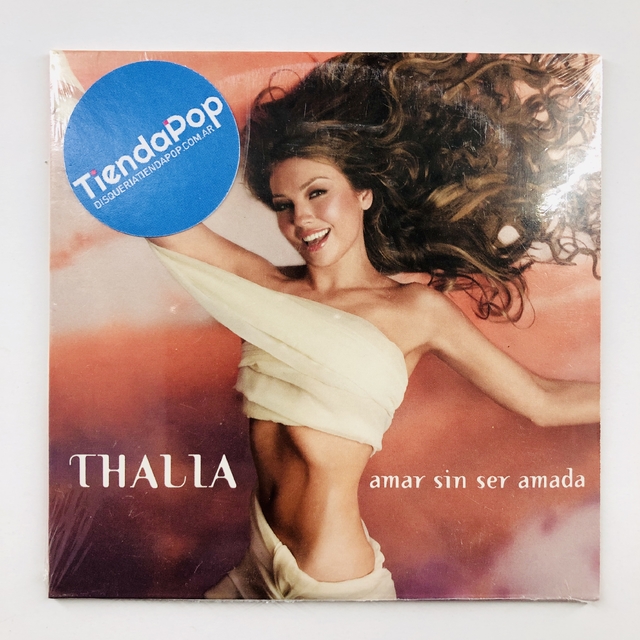 TiendaPop
DISQUERIATIENDAPOP.COM.AR
THALIA
amar sin ser amada